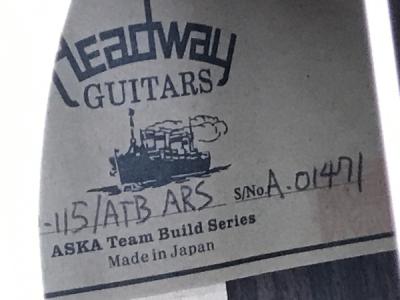 Headway
GUITARS
-115/ATB ARS S/No.A-01471
ASKA Team Build Series
Made in Japan